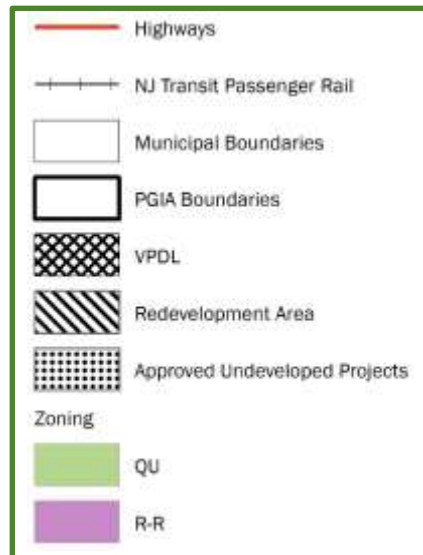 Highways
NJ Transit Passenger Rail
Municipal Boundaries
PGIA Boundaries
VPDL
Redevelopment Area
Approved Undeveloped Projects
Zoning
QU
R-R